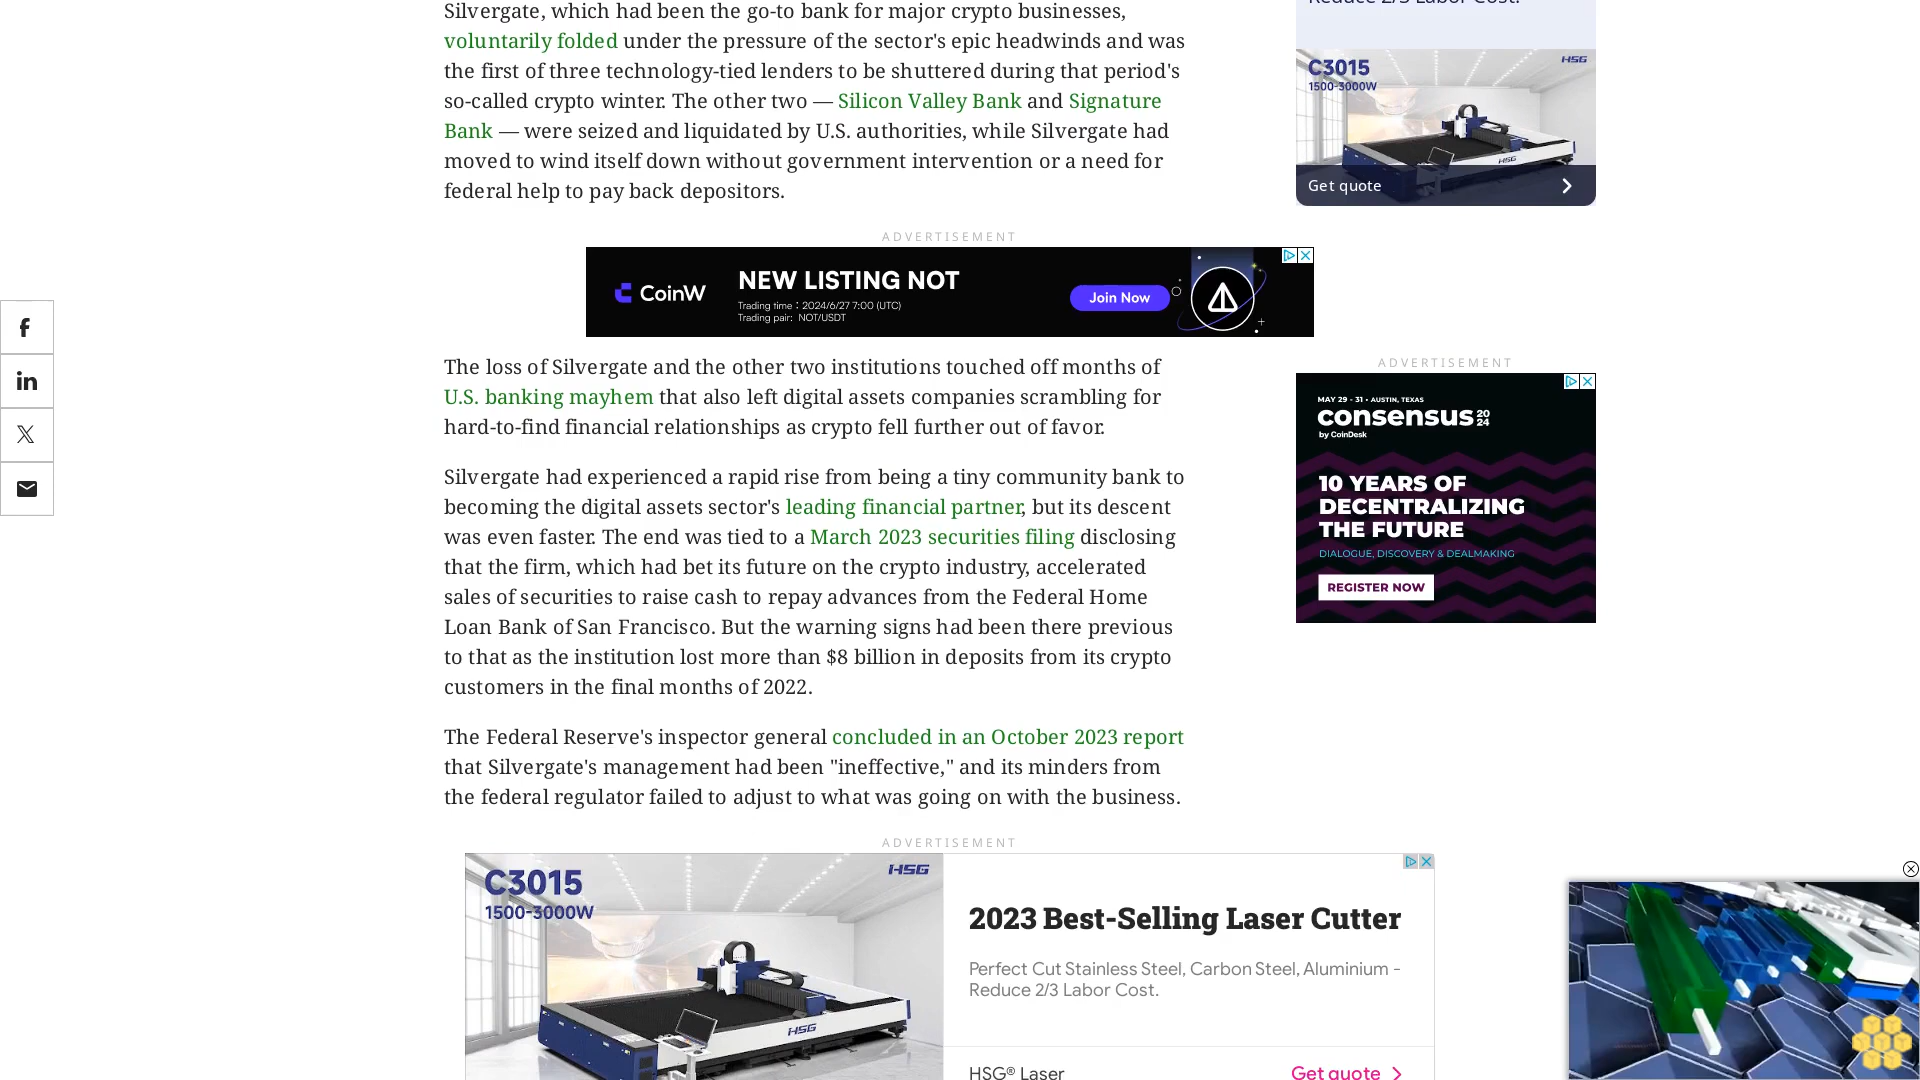 Silvergate, which had been the go-to bank for major crypto businesses,
voluntarily folded under the pressure of the sector's epic headwinds and was
the first of three technology-tied lenders to be shuttered during that period's
so-called crypto winter. The other two — Silicon Valley Bank and Signature
Bank — were seized and liquidated by U.S. authorities, while Silvergate had
moved to wind itself down without government intervention or a need for
federal help to pay back depositors.
Reduce 2/3 Labor Cost.
C3015
1500-3000W
HSG
HSG
Get quote
ADVERTISEMENT
CoinW
NEW LISTING NOT
Trading time : 2024/6/27 7:00 (UTC)
Trading pair: NOT/USDT
Join Now
The loss of Silvergate and the other two institutions touched off months of
U.S. banking mayhem that also left digital assets companies scrambling for
hard-to-find financial relationships as crypto fell further out of favor.
ADVERTISEMENT
MAY 29 - 31 • AUSTIN, TEXAS
consensus 20
24
by CoinDesk
10 YEARS OF
DECENTRALIZING
THE FUTURE
DIALOGUE, DISCOVERY & DEALMAKING
REGISTER NOW
Silvergate had experienced a rapid rise from being a tiny community bank to
becoming the digital assets sector's leading financial partner, but its descent
was even faster. The end was tied to a March 2023 securities filing disclosing
that the firm, which had bet its future on the crypto industry, accelerated
sales of securities to raise cash to repay advances from the Federal Home
Loan Bank of San Francisco. But the warning signs had been there previous
to that as the institution lost more than $8 billion in deposits from its crypto
customers in the final months of 2022.
The Federal Reserve's inspector general concluded in an October 2023 report
that Silvergate's management had been "ineffective," and its minders from
the federal regulator failed to adjust to what was going on with the business.
ADVERTISEMENT
C3015
1500-3000W
HSG
HSG
2023 Best-Selling Laser Cutter
Perfect Cut Stainless Steel, Carbon Steel, Aluminium -
Reduce 2/3 Labor Cost.
HSG® Laser
Get quote